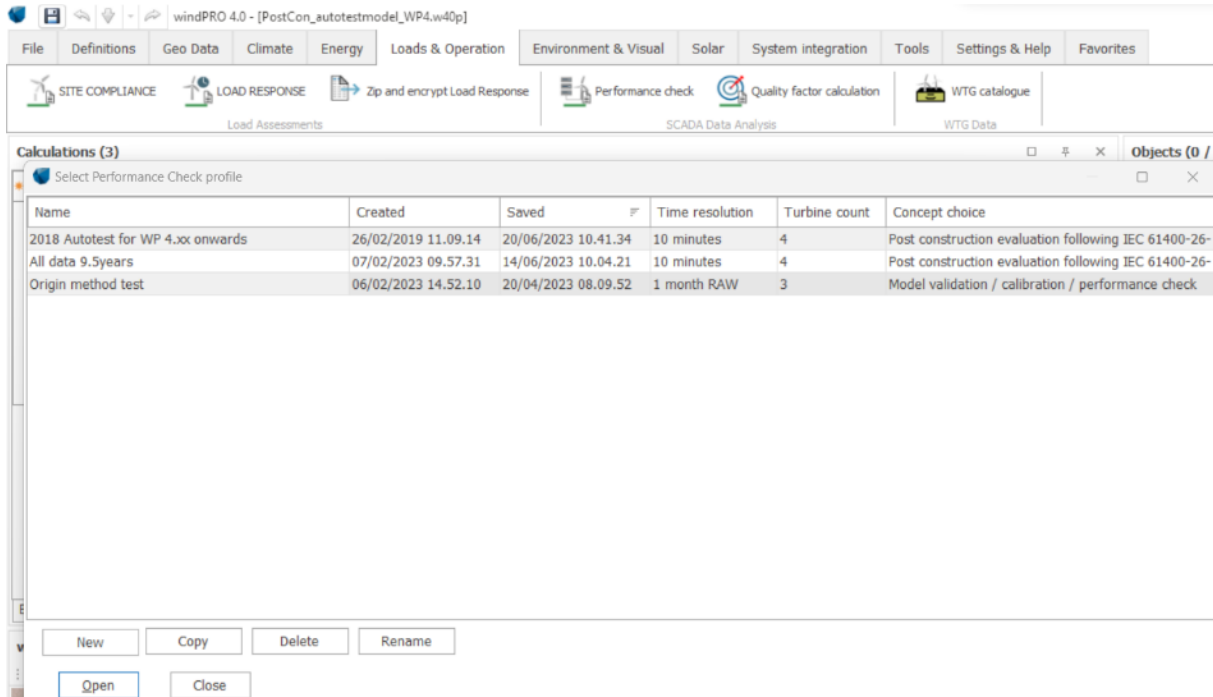 windPRO 4.0 - [PostCon_autotestmodel_WP4.w40p]
File Definitions Geo Data Climate Energy Loads & Operation Environment & Visual Solar System integration Tools Settings & Help Favorites
SITE COMPLIANCE LOAD RESPONSE Zip and encrypt Load Response Performance check Quality factor calculation WTG catalogue
Load Assessments SCADA Data Analysis WTG Data
Calculations (3) Objects (0 /
Select Performance Check profile
Name Created Saved Time resolution Turbine count Concept choice
2018 Autotest for WP 4.xx onwards 26/02/2019 11.09.14 20/06/2023 10.41.34 10 minutes 4 Post construction evaluation following IEC 61400-26-
All data 9.5years 07/02/2023 09.57.31 14/06/2023 10.04.21 10 minutes 4 Post construction evaluation following IEC 61400-26-
Origin method test 06/02/2023 14.52.10 20/04/2023 08.09.52 1 month RAW 3 Model validation / calibration / performance check
New Copy Delete Rename
Open Close